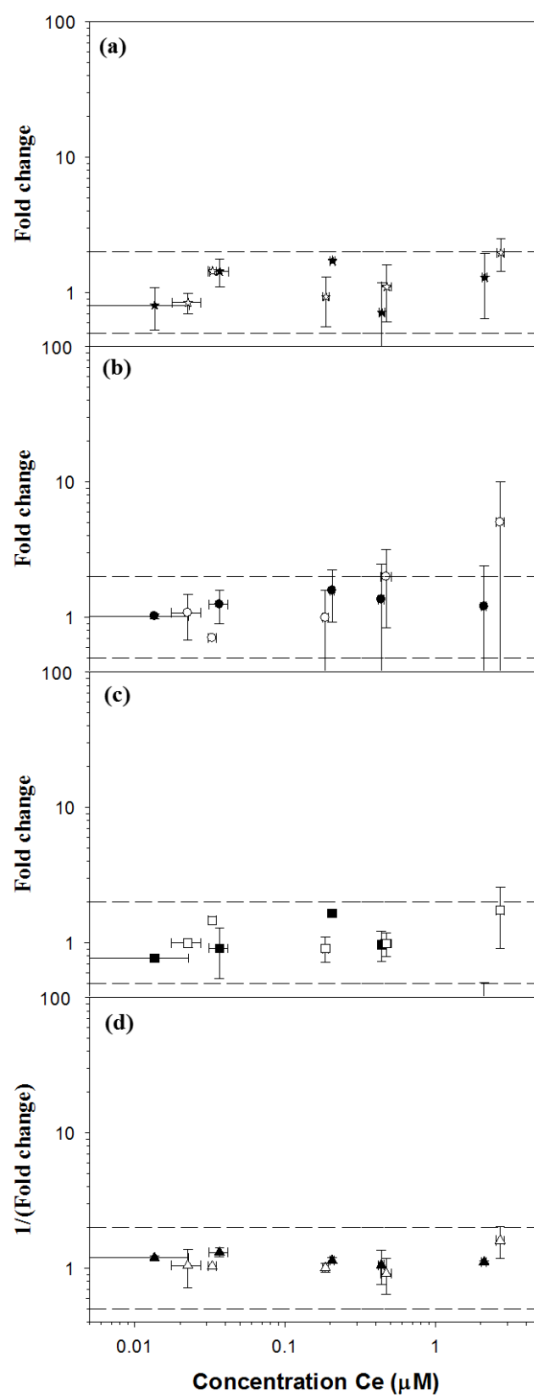 100
(a)
10
Fold change
1
100
(b)
10
Fold change
1
100
(c)
10
Fold change
1
100
(d)
10
1/(Fold change)
1
0.01 0.1 1
Concentration Ce (μM)